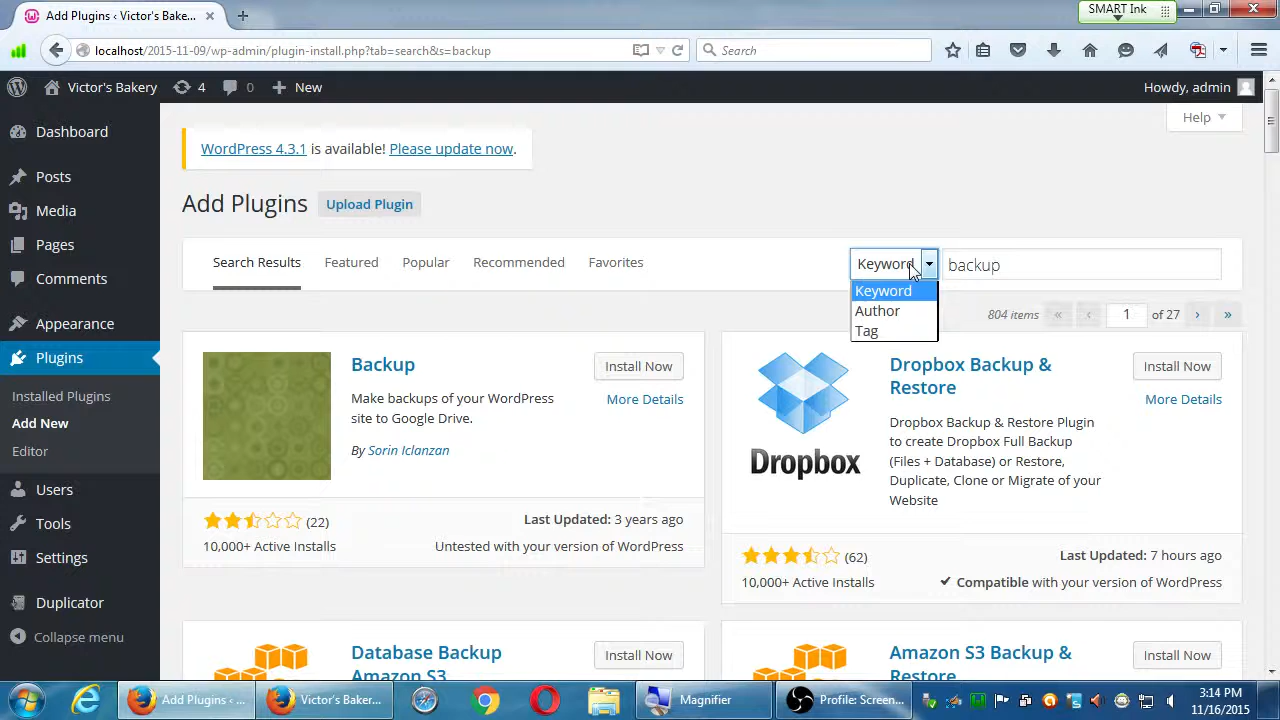 Add Plugins ‹ Victor's Bakery...
SMART Ink
localhost/2015-11-09/wp-admin/plugin-install.php?tab=search&s=backup
Search
Victor's Bakery
4
0
New
Howdy, admin
Dashboard
Posts
Media
Pages
Comments
Appearance
Plugins
Installed Plugins
Add New
Editor
Users
Tools
Settings
Duplicator
Collapse menu
Help
WordPress 4.3.1 is available! Please update now.
Add Plugins
Upload Plugin
Search Results
Featured
Popular
Recommended
Favorites
Keyword
backup
Keyword
Author
Tag
804 items « ‹ 1 of 27 › »
Backup
Install Now
More Details
Make backups of your WordPress
site to Google Drive.
By Sorin Iclanzan
(22)
Last Updated: 3 years ago
10,000+ Active Installs
Untested with your version of WordPress
Dropbox
Dropbox Backup &
Restore
Install Now
More Details
Dropbox Backup & Restore Plugin
to create Dropbox Full Backup
(Files + Database) or Restore,
Duplicate, Clone or Migrate of your
Website
(62)
Last Updated: 7 hours ago
10,000+ Active Installs
Compatible with your version of WordPress
Database Backup
Amazon S3
Install Now
Amazon S3 Backup &
Restore
Install Now
Add Plugins ‹ ...
Victor's Baker...
Magnifier
Profile: Screen...
3:14 PM
11/16/2015